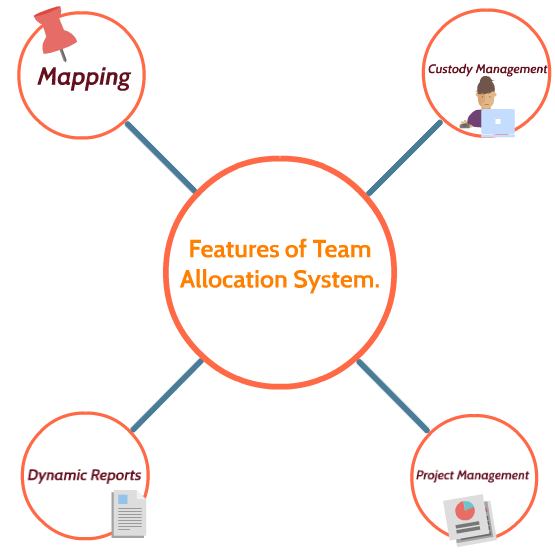 Mapping
Custody Management
Features of Team
Allocation System.
Dynamic Reports
Project Management